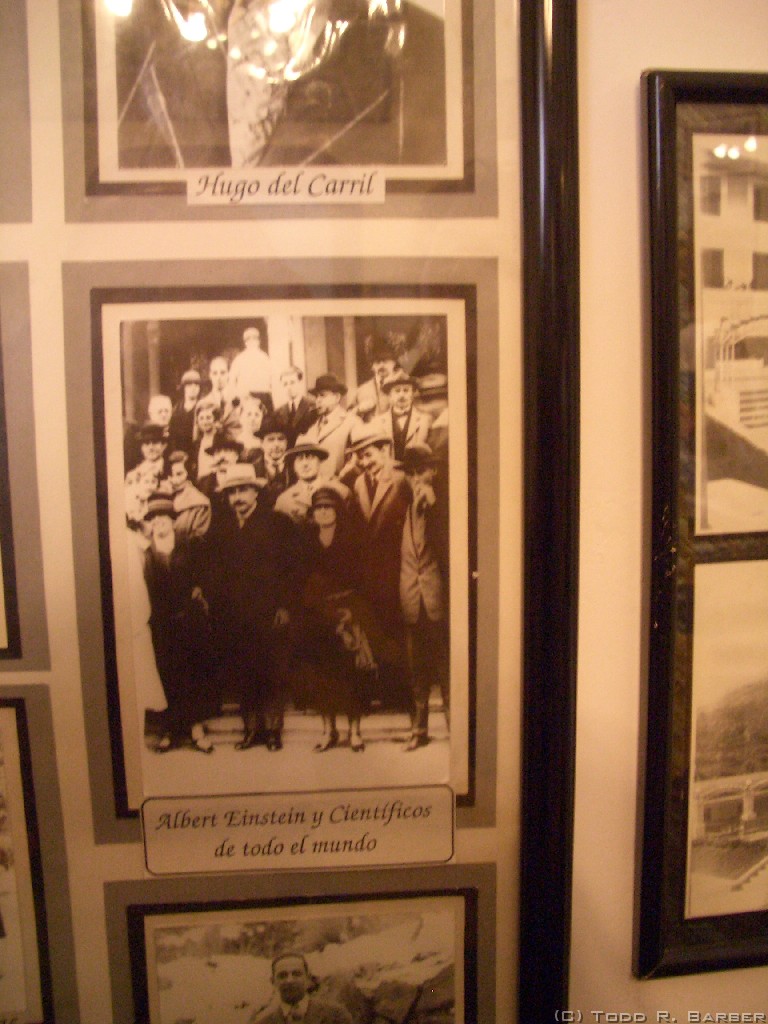 Hugo del Carril
Albert Einstein y Científicos
de todo el mundo
(C) Todd R. Barber